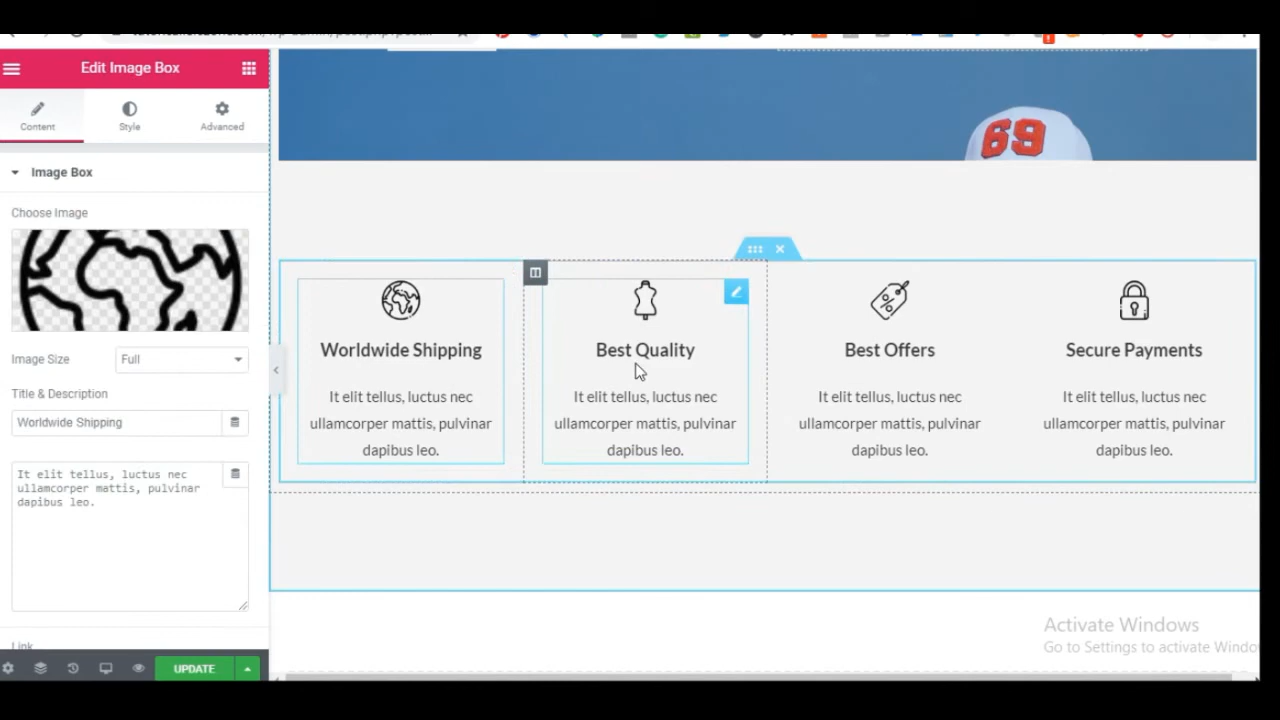 Edit Image Box
Content
Style
Advanced
Image Box
Choose Image
Image Size
Full
Title & Description
Worldwide Shipping
It elit tellus, luctus nec
ullamcorper mattis, pulvinar
dapibus leo.
UPDATE
69
Worldwide Shipping
It elit tellus, luctus nec
ullamcorper mattis, pulvinar
dapibus leo.
Best Quality
It elit tellus, luctus nec
ullamcorper mattis, pulvinar
dapibus leo.
Best Offers
It elit tellus, luctus nec
ullamcorper mattis, pulvinar
dapibus leo.
Secure Payments
It elit tellus, luctus nec
ullamcorper mattis, pulvinar
dapibus leo.
Activate Windows
Go to Settings to activate Windo